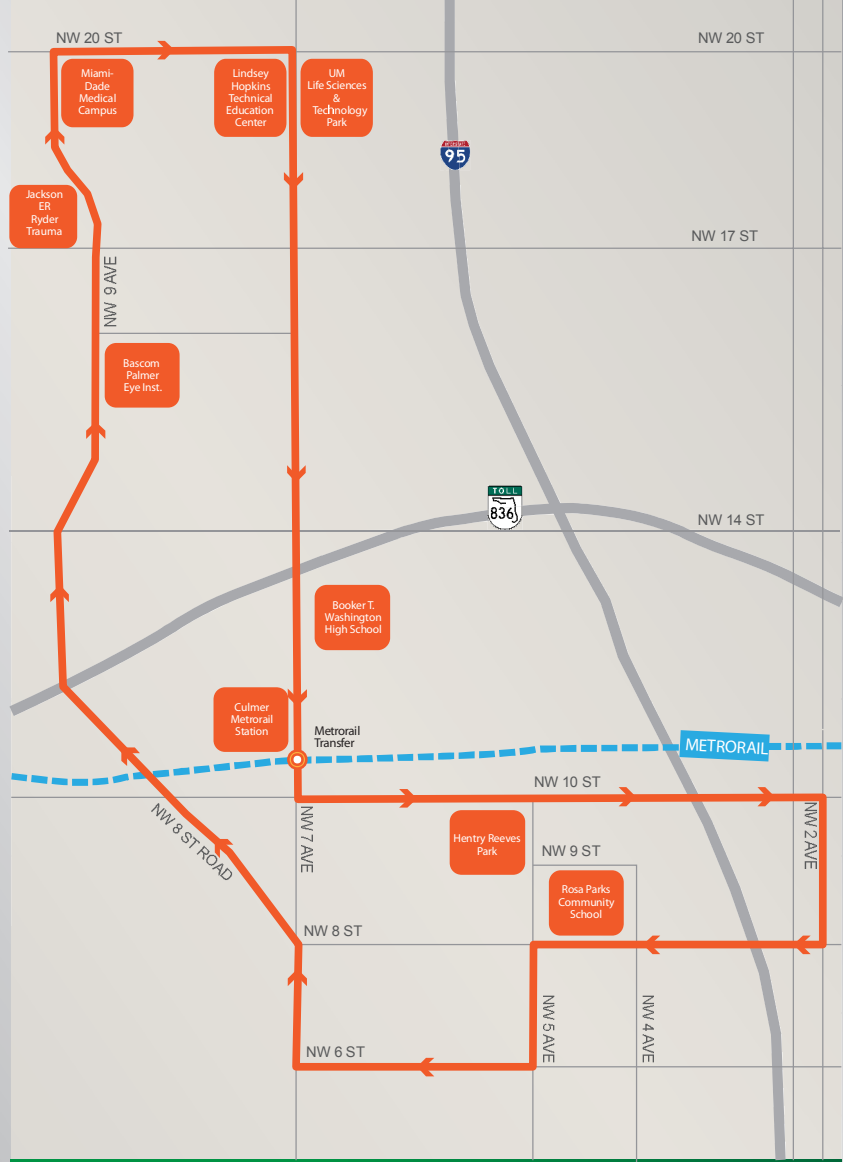 NW 20 ST
NW 20 ST
Miami-
Dade
Medical
Campus
Lindsey
Hopkins
Technical
Education
Center
UM
Life Sciences
&
Technology
Park
95
Jackson
ER
Ryder
Trauma
NW 17 ST
NW 9 AVE
Bascom
Palmer
Eye Inst.
TOLL
836
NW 14 ST
Booker T.
Washington
High School
Culmer
Metrorail
Station
Metrorail
Transfer
METRORAIL
NW 10 ST
NW 8 ST ROAD
NW 7 AVE
Hentry Reeves
Park
NW 2 AVE
NW 9 ST
Rosa Parks
Community
School
NW 8 ST
NW 5 AVE
NW 4 AVE
NW 6 ST